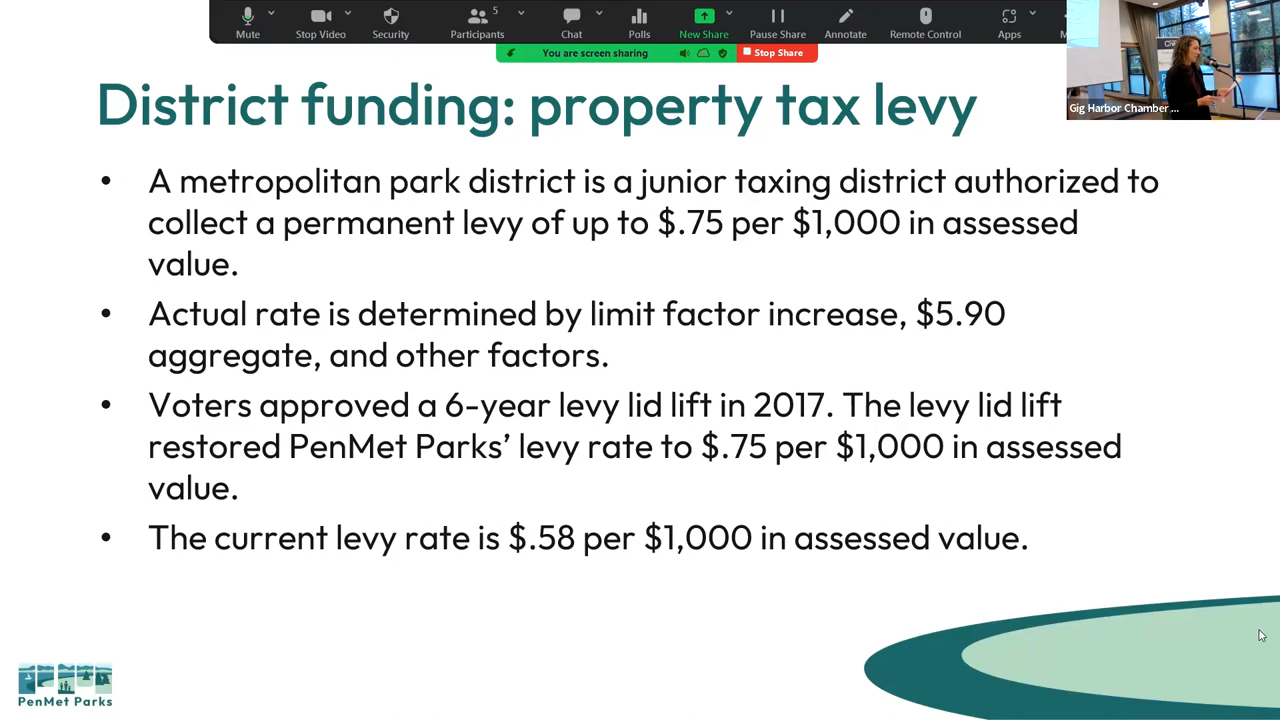 Mute
Stop Video
Security
5
Participants
Chat
Polls
New Share
Pause Share
Annotate
Remote Control
Apps
M
You are screen sharing
Stop Share
Gig Harbor Chamber ...
District funding: property tax levy
• A metropolitan park district is a junior taxing district authorized to
collect a permanent levy of up to $.75 per $1,000 in assessed
value.
• Actual rate is determined by limit factor increase, $5.90
aggregate, and other factors.
• Voters approved a 6-year levy lid lift in 2017. The levy lid lift
restored PenMet Parks’ levy rate to $.75 per $1,000 in assessed
value.
• The current levy rate is $.58 per $1,000 in assessed value.
PenMet Parks